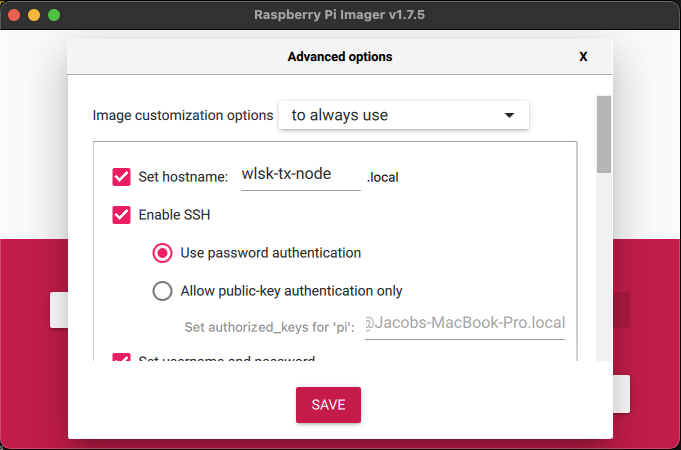 Raspberry Pi Imager v1.7.5
Advanced options X
Image customization options to always use
Set hostname: wlsk-tx-node .local
Enable SSH
Use password authentication
Allow public-key authentication only
Set authorized_keys for 'pi': @Jacobs-MacBook-Pro.local
Set username and password
SAVE